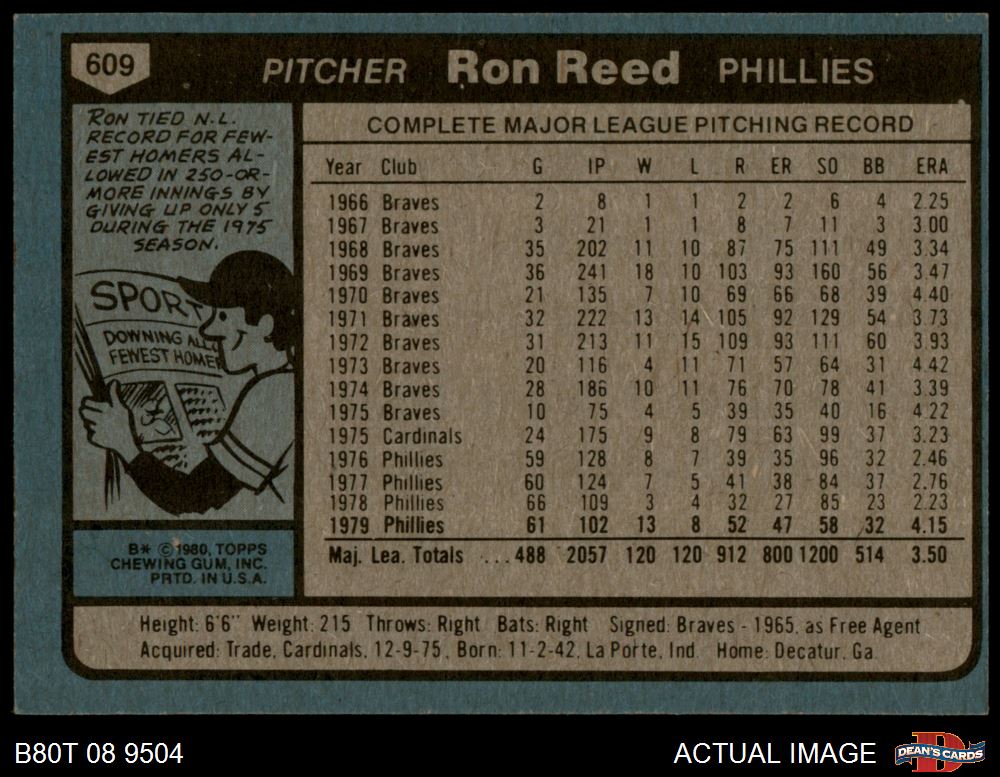 609 PITCHER Ron Reed PHILLIES
RON TIED N.L.
RECORD FOR FEW-
EST HOMERS AL-
LOWED IN 250-OR-
MORE INNINGS BY
GIVING UP ONLY 5
DURING THE 1975
SEASON.
SPORT
DOWNING AL
FEWEST HOME
B* © 1980, TOPPS
CHEWING GUM, INC.
PRTD. IN U.S.A.
COMPLETE MAJOR LEAGUE PITCHING RECORD
Year Club G IP W L R ER SO BB ERA
1966 Braves 2 8 1 1 2 2 6 4 2.25
1967 Braves 3 21 1 1 8 7 11 3 3.00
1968 Braves 35 202 11 10 87 75 111 49 3.34
1969 Braves 36 241 18 10 103 93 160 56 3.47
1970 Braves 21 135 7 10 69 66 68 39 4.40
1971 Braves 32 222 13 14 105 92 129 54 3.73
1972 Braves 31 213 11 15 109 93 111 60 3.93
1973 Braves 20 116 4 11 71 57 64 31 4.42
1974 Braves 28 186 10 11 76 70 78 41 3.39
1975 Braves 10 75 4 5 39 35 40 16 4.22
1975 Cardinals 24 175 9 8 79 63 99 37 3.23
1976 Phillies 59 128 8 7 39 35 96 32 2.46
1977 Phillies 60 124 7 5 41 38 84 37 2.76
1978 Phillies 66 109 3 4 32 27 85 23 2.23
1979 Phillies 61 102 13 8 52 47 58 32 4.15
Maj. Lea. Totals ...488 2057 120 120 912 800 1200 514 3.50
Height: 6'6" Weight: 215 Throws: Right Bats: Right Signed: Braves - 1965, as Free Agent
Acquired: Trade, Cardinals, 12-9-75, Born: 11-2-42, La Porte, Ind. Home: Decatur, Ga.
B80T 08 9504 ACTUAL IMAGE DEAN'S CARDS